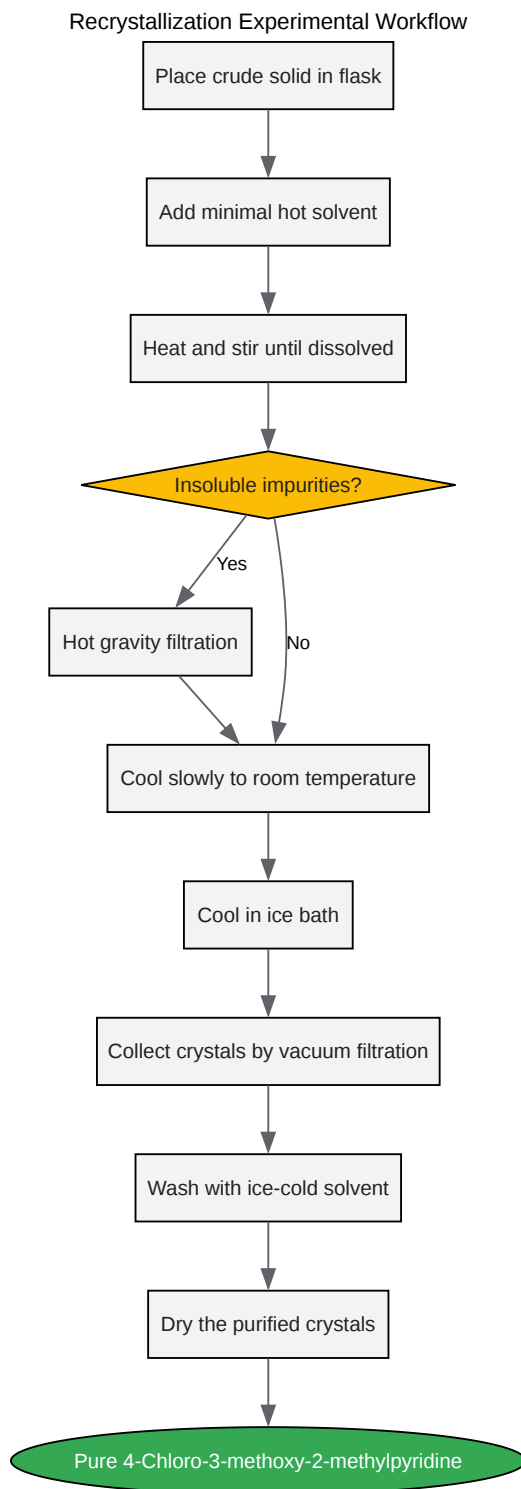 Recrystallization Experimental Workflow
Place crude solid in flask
Add minimal hot solvent
Heat and stir until dissolved
Insoluble impurities?
Yes
Hot gravity filtration
No
Cool slowly to room temperature
Cool in ice bath
Collect crystals by vacuum filtration
Wash with ice-cold solvent
Dry the purified crystals
Pure 4-Chloro-3-methoxy-2-methylpyridine